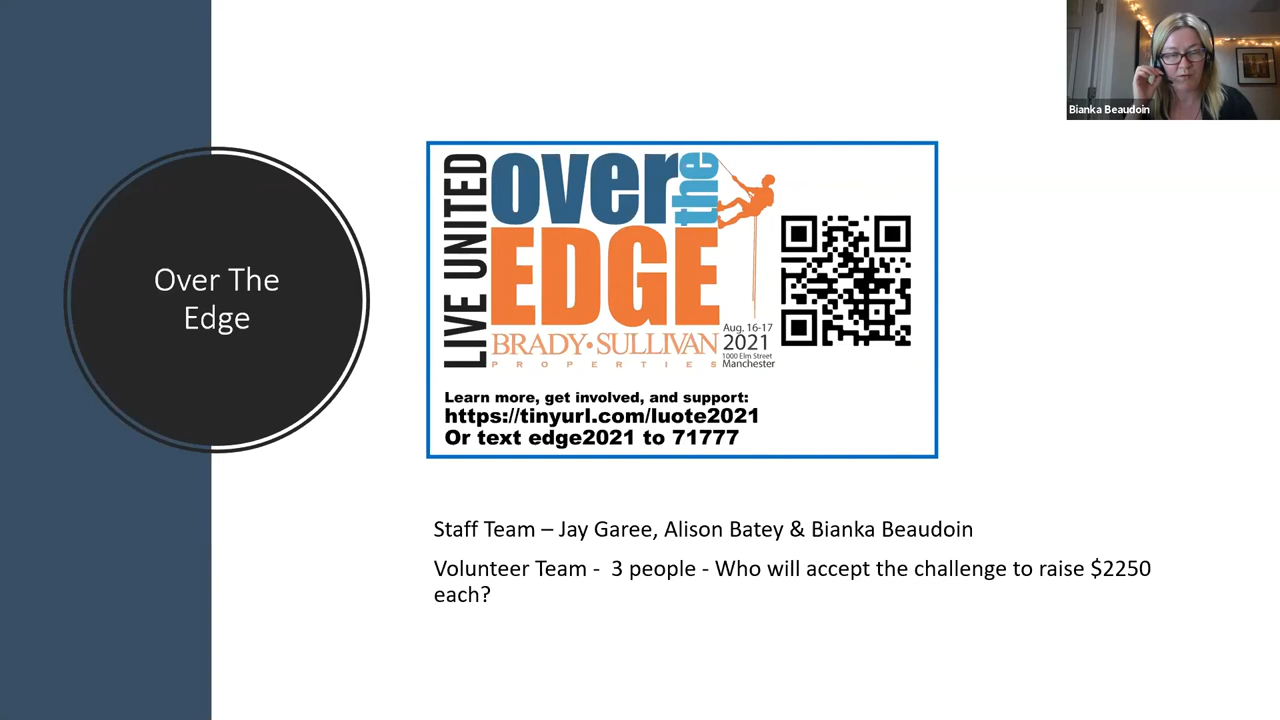 Bianka Beaudoin
Over The
Edge
LIVE UNITED
over the
EDGE
BRADY•SULLIVAN
PROPERTIES
Aug. 16-17
2021
1000 Elm Street
Manchester
Learn more, get involved, and support:
https://tinyurl.com/luote2021
Or text edge2021 to 71777
Staff Team – Jay Garee, Alison Batey & Bianka Beaudoin
Volunteer Team -  3 people - Who will accept the challenge to raise $2250
each?